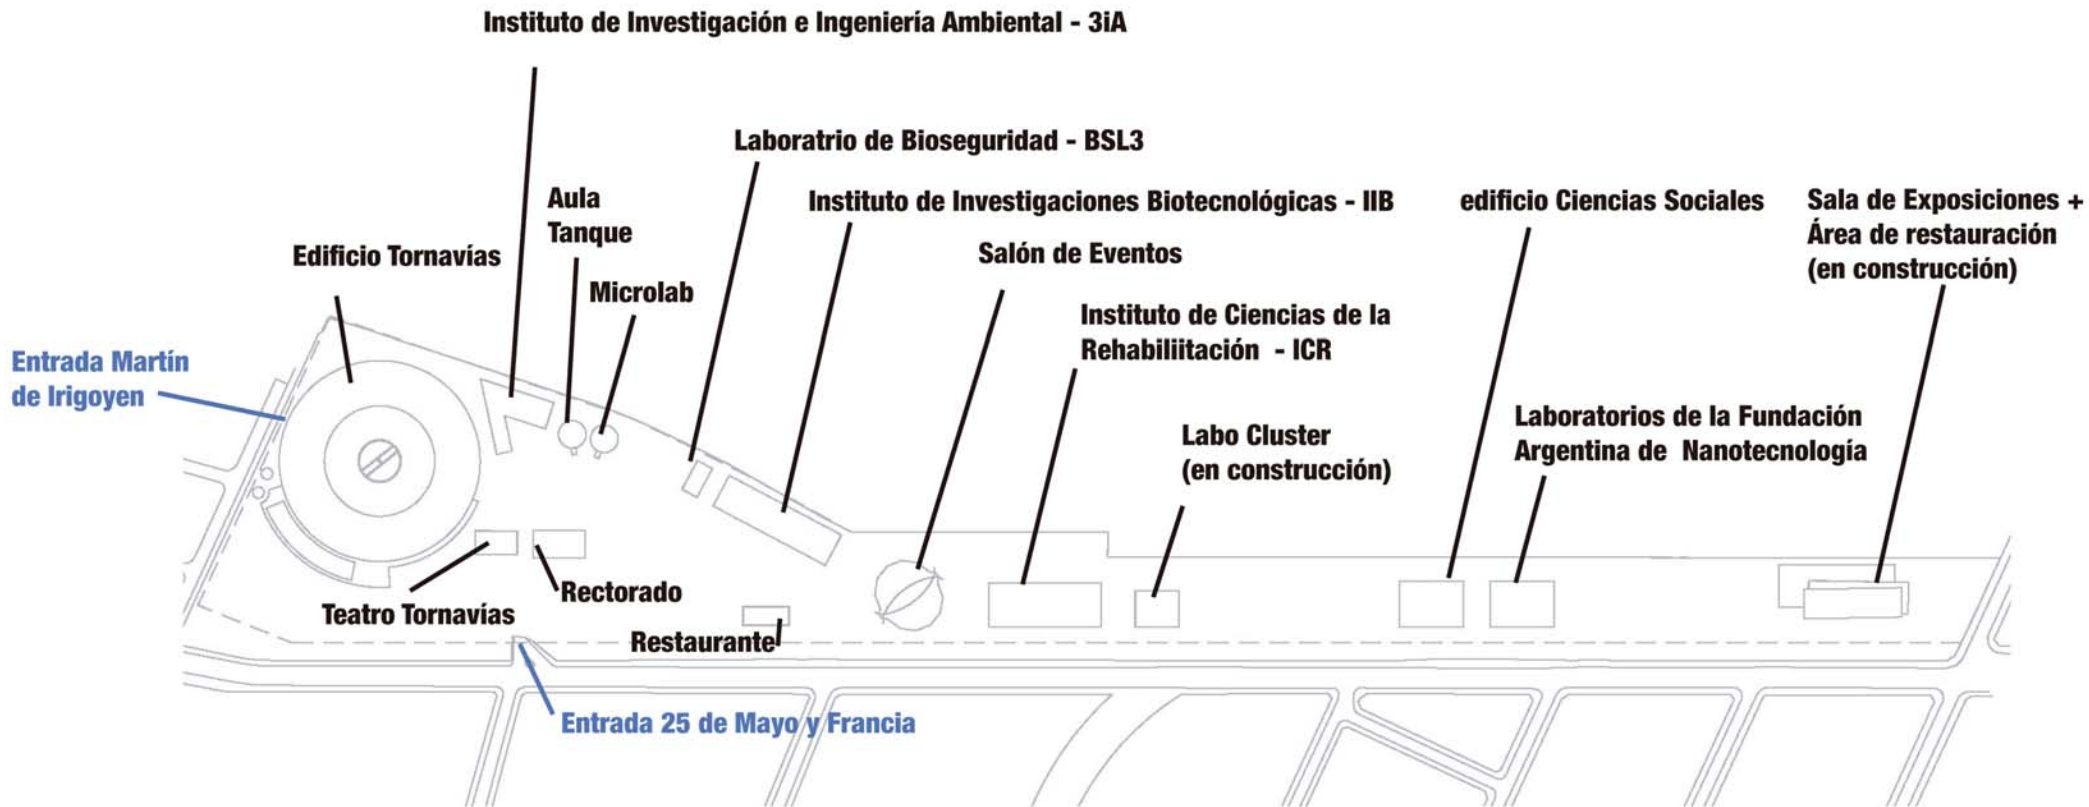 Instituto de Investigación e Ingeniería Ambiental - 3iA
Laboratrio de Bioseguridad - BSL3
Aula
Tanque
Instituto de Investigaciones Biotecnológicas - IIB
edificio Ciencias Sociales
Sala de Exposiciones +
Área de restauración
(en construcción)
Edificio Tornavías
Salón de Eventos
Microlab
Instituto de Ciencias de la
Rehabiliitación - ICR
Entrada Martín
de Irigoyen
Laboratorios de la Fundación
Argentina de Nanotecnología
Labo Cluster
(en construcción)
Rectorado
Teatro Tornavías
Restaurante
Entrada 25 de Mayo y Francia